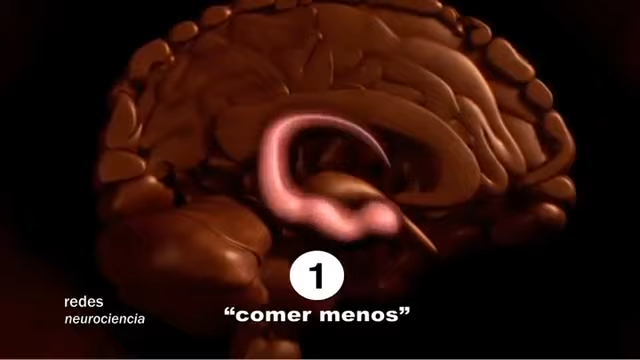 1
“comer menos”
redes
neurociencia